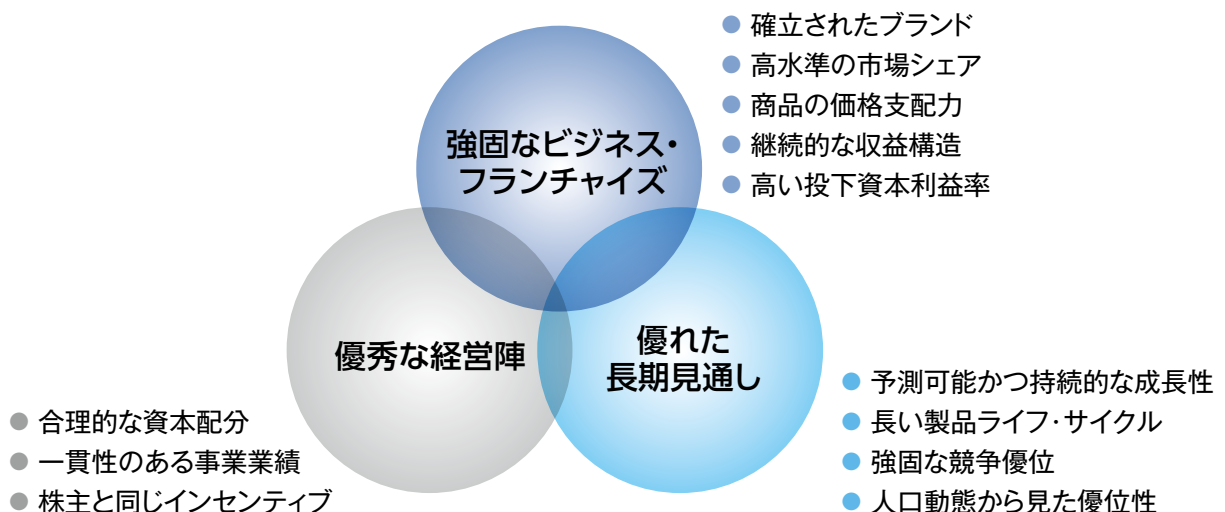 確立されたブランド
高水準の市場シェア
商品の価格支配力
継続的な収益構造
高い投下資本利益率
強固なビジネス・
フランチャイズ
優秀な経営陣
優れた
長期見通し
合理的な資本配分
一貫性のある事業業績
株主と同じインセンティブ
予測可能かつ持続的な成長性
長い製品ライフ・サイクル
強固な競争優位
人口動態から見た優位性